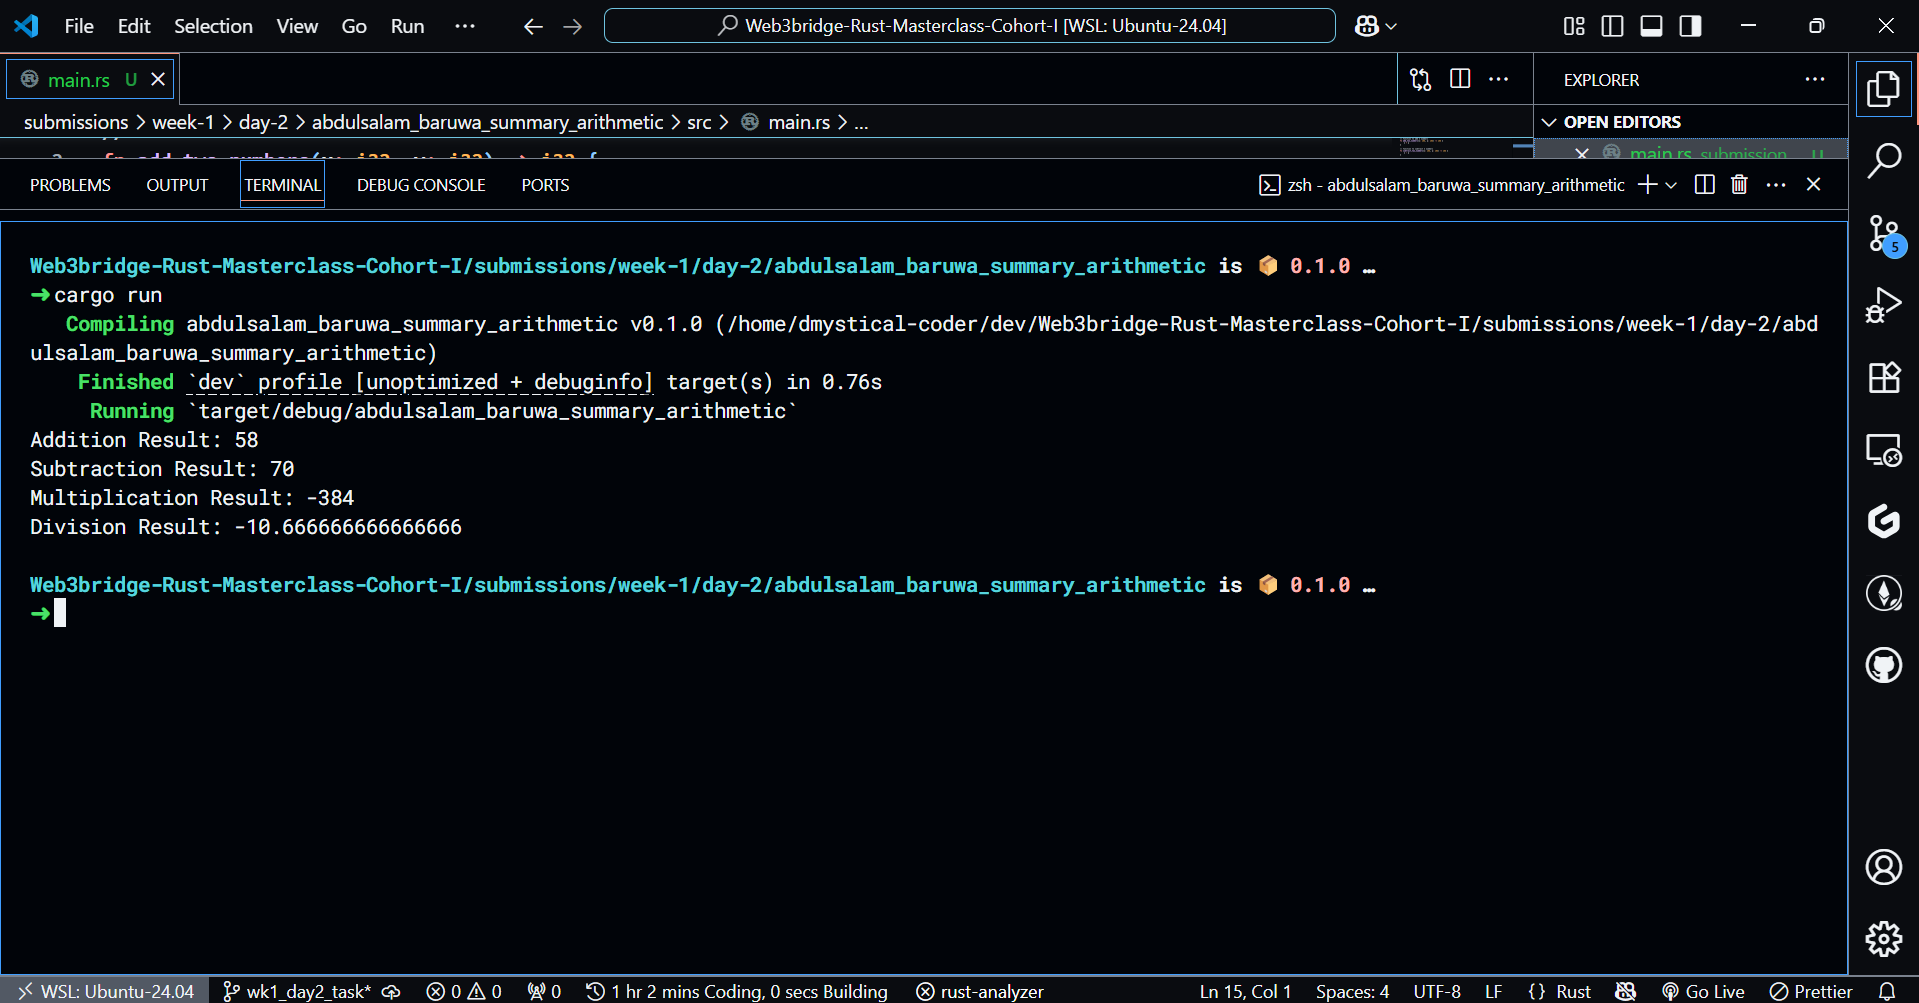 File Edit Selection View Go Run ··· Web3bridge-Rust-Masterclass-Cohort-I [WSL: Ubuntu-24.04]
main.rs U
EXPLORER
submissions > week-1 > day-2 > abdulsalam_baruwa_summary_arithmetic > src > main.rs > ...
OPEN EDITORS
main.rs submission... U
PROBLEMS OUTPUT TERMINAL DEBUG CONSOLE PORTS
zsh - abdulsalam_baruwa_summary_arithmetic
Web3bridge-Rust-Masterclass-Cohort-I/submissions/week-1/day-2/abdulsalam_baruwa_summary_arithmetic is 📦 0.1.0 …
➜ cargo run
Compiling abdulsalam_baruwa_summary_arithmetic v0.1.0 (/home/dmystical-coder/dev/Web3bridge-Rust-Masterclass-Cohort-I/submissions/week-1/day-2/abd
ulsalam_baruwa_summary_arithmetic)
Finished `dev` profile [unoptimized + debuginfo] target(s) in 0.76s
Running `target/debug/abdulsalam_baruwa_summary_arithmetic`
Addition Result: 58
Subtraction Result: 70
Multiplication Result: -384
Division Result: -10.666666666666666
Web3bridge-Rust-Masterclass-Cohort-I/submissions/week-1/day-2/abdulsalam_baruwa_summary_arithmetic is 📦 0.1.0 …
➜
5
WSL: Ubuntu-24.04 wk1_day2_task* 0 0 0 1 hr 2 mins Coding, 0 secs Building rust-analyzer Ln 15, Col 1 Spaces: 4 UTF-8 LF {} Rust Go Live Prettier